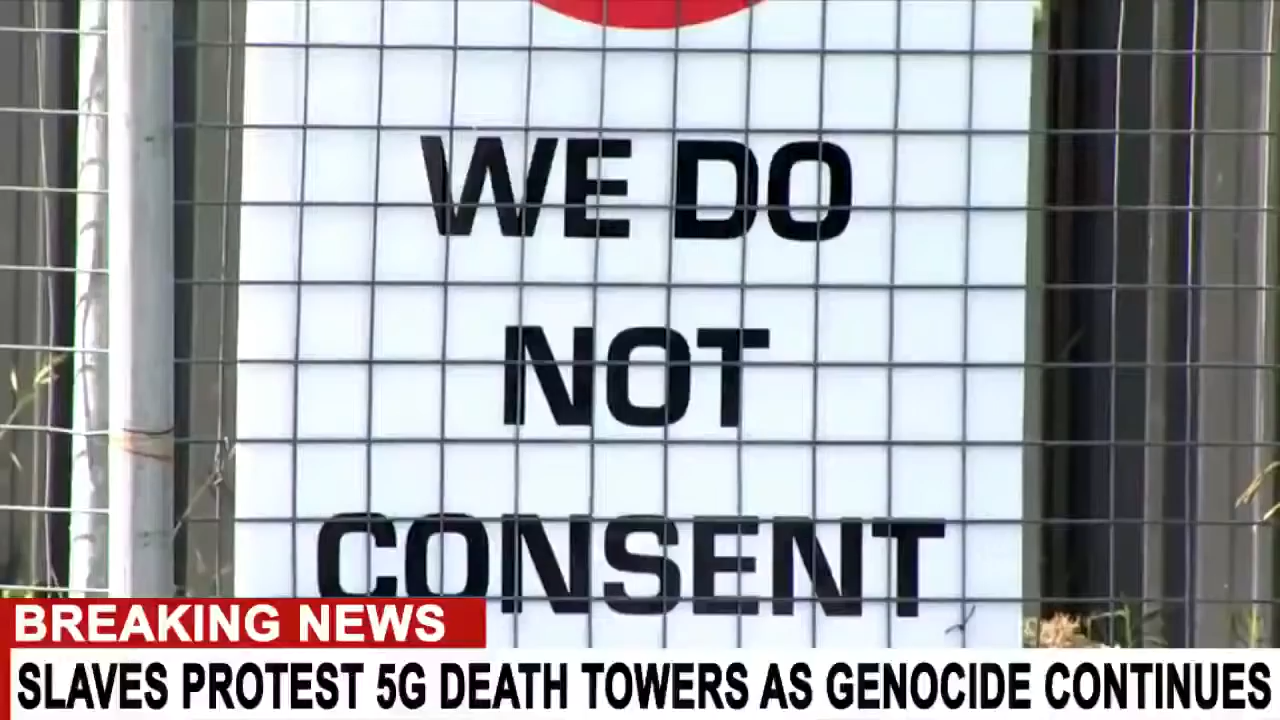 WE DO
NOT
CONSENT
BREAKING NEWS
SLAVES PROTEST 5G DEATH TOWERS AS GENOCIDE CONTINUES